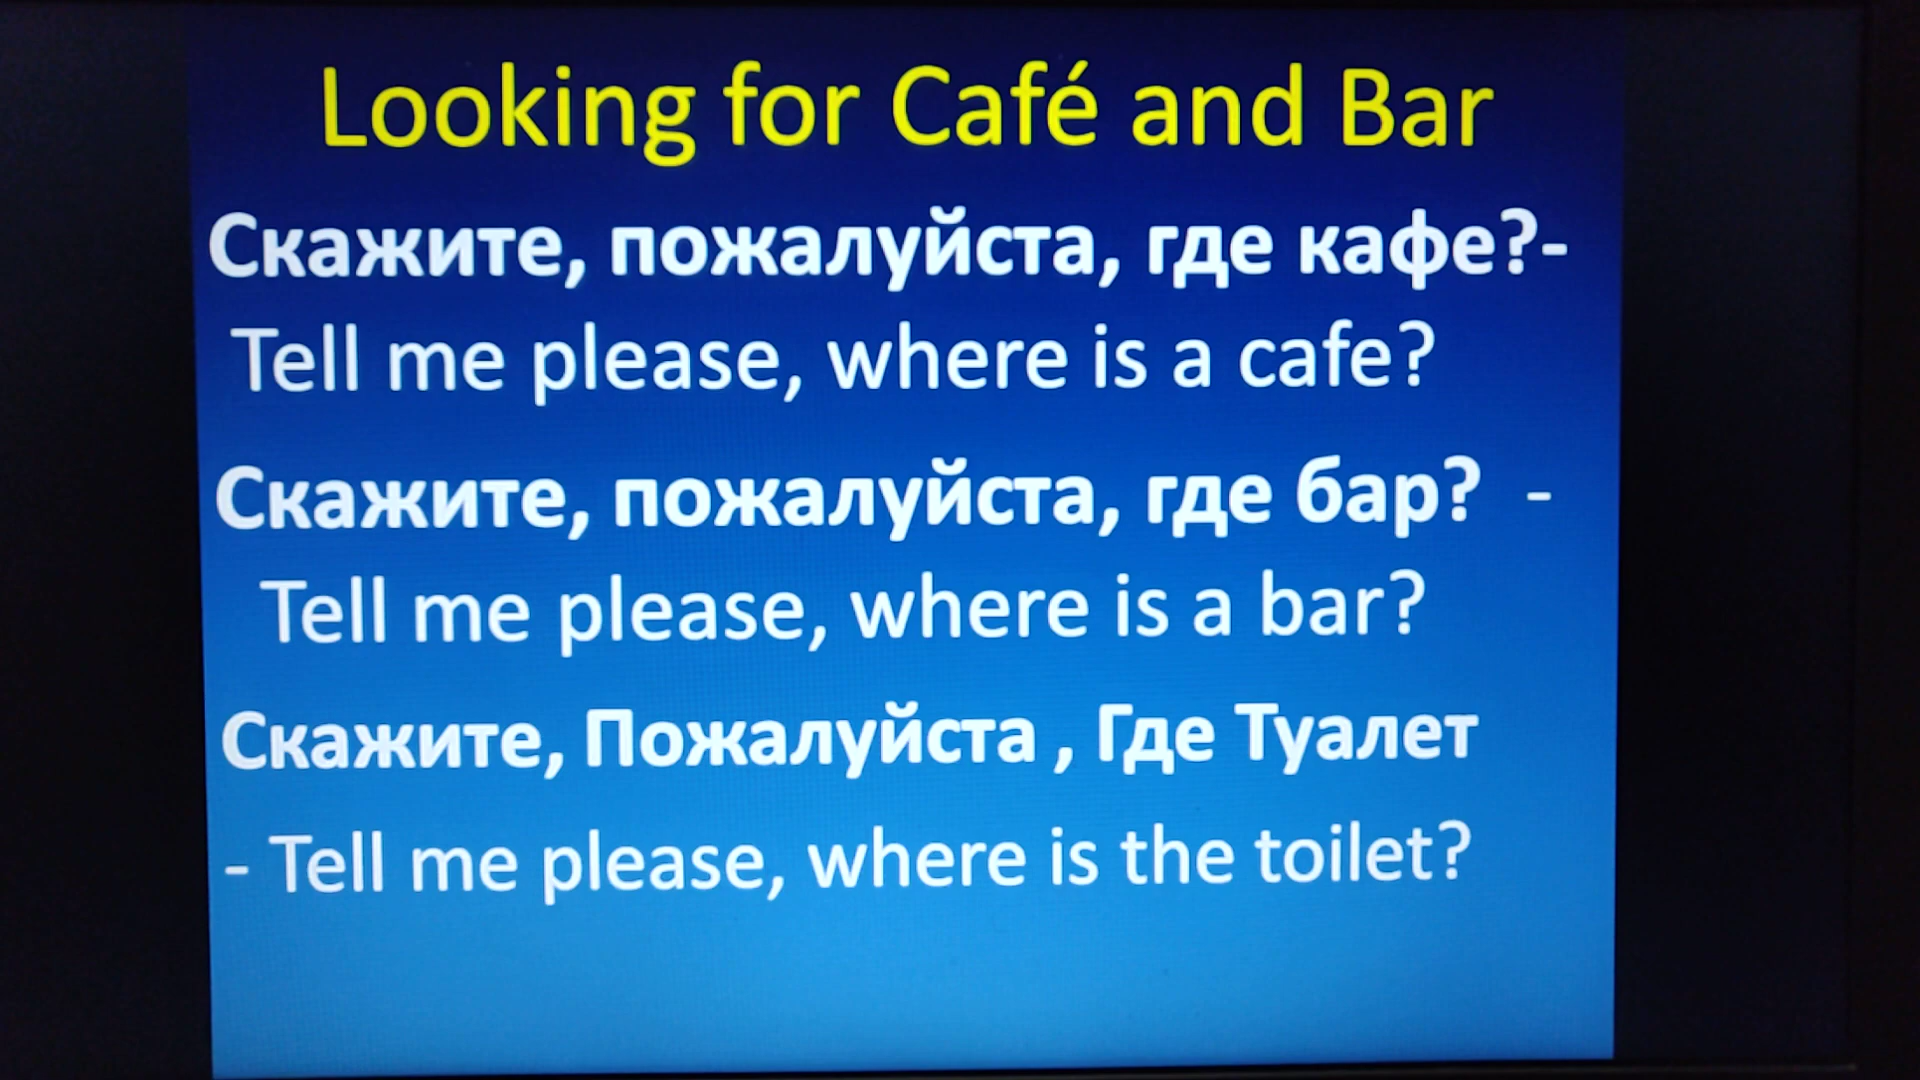 Looking for Café and Bar
Скажите, пожалуйста, где кафе?-
Tell me please, where is a cafe?
Скажите, пожалуйста, где бар? -
Tell me please, where is a bar?
Скажите, Пожалуйста , Где Туалет
- Tell me please, where is the toilet?